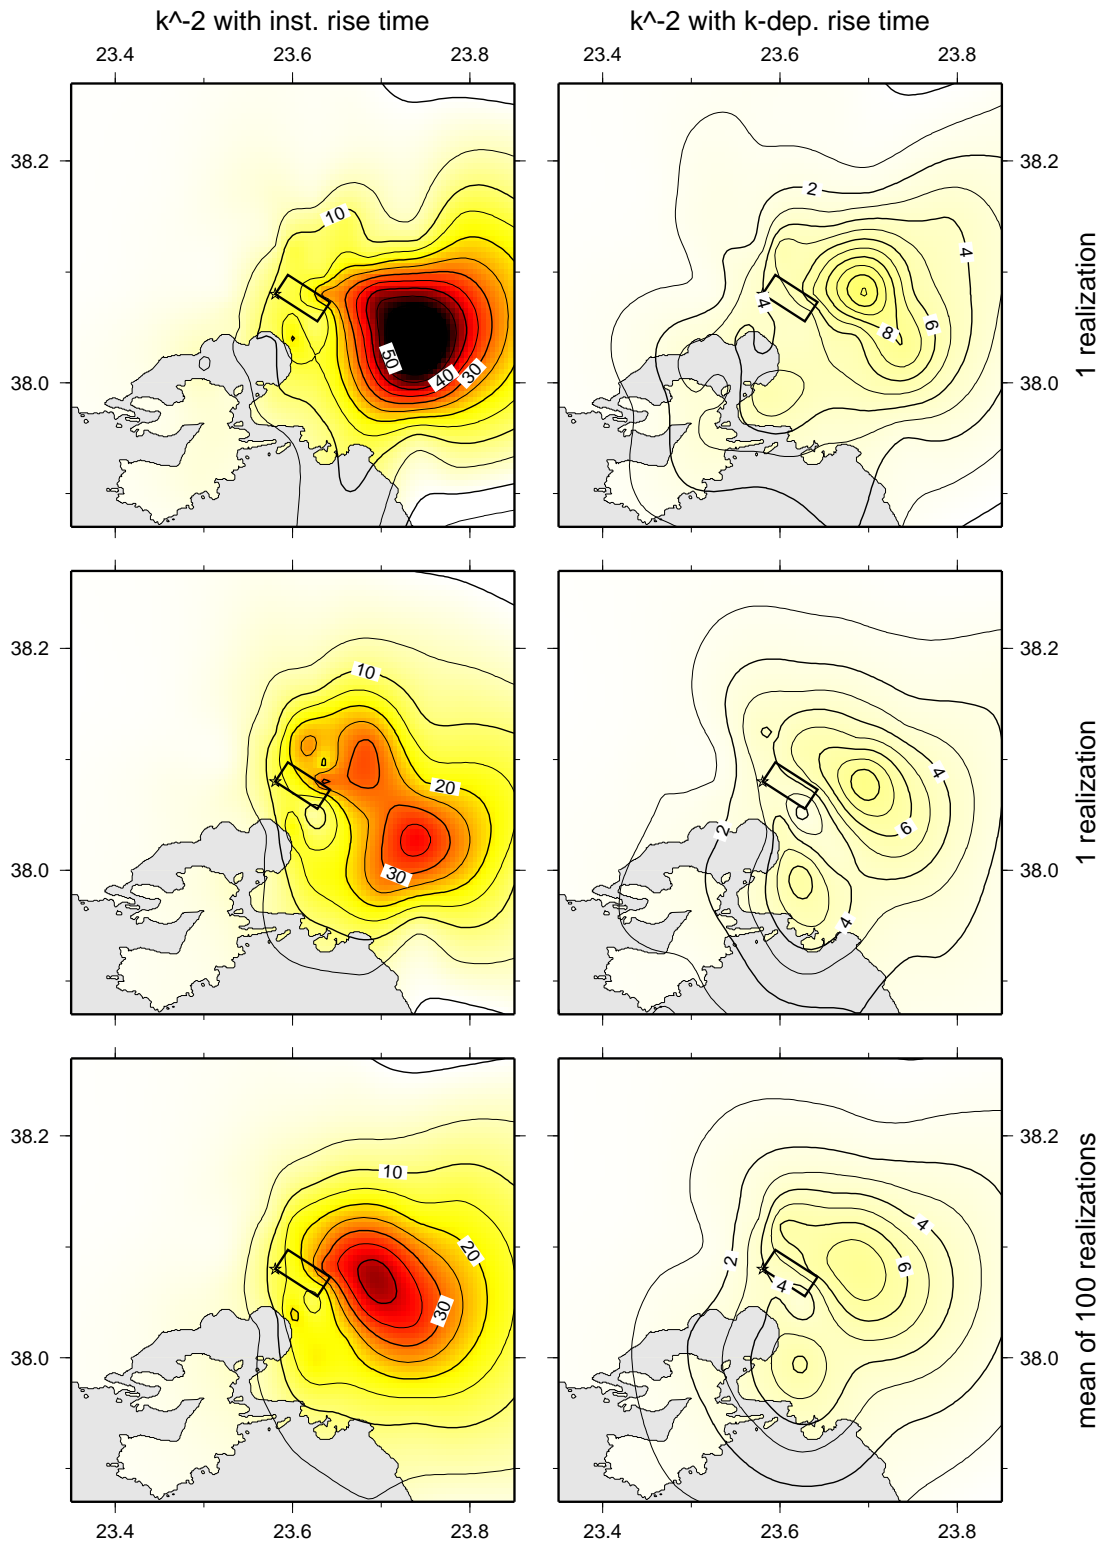 k^-2 with inst. rise time
k^-2 with k-dep. rise time
23.4 23.6 23.8 23.4 23.6 23.8
38.2 38.2
10 2
4
1 realization
4 6
8
50 40 30
38.0 38.0
38.2 38.2
10
20 4
1 realization
2 6
30
38.0 38.0
4
38.2 38.2
10
20 4
2 6
4
30
38.0 38.0
mean of 100 realizations
23.4 23.6 23.8 23.4 23.6 23.8